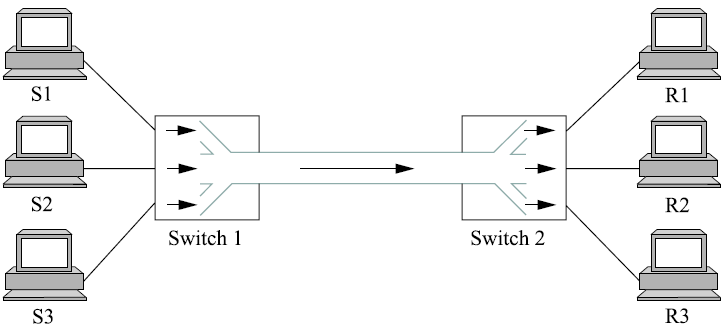 S1
R1
S2
R2
Switch 1
Switch 2
S3
R3